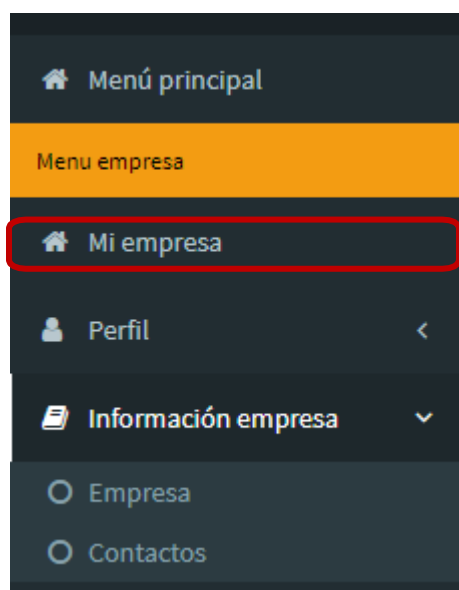 Menú principal
Menu empresa
Mi empresa
Perfil
Información empresa
Empresa
Contactos